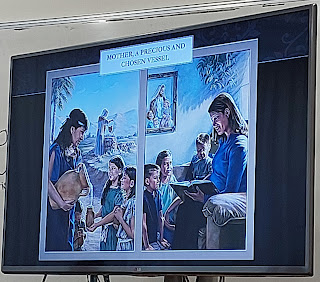 MOTHER, A PRECIOUS AND
CHOSEN VESSEL